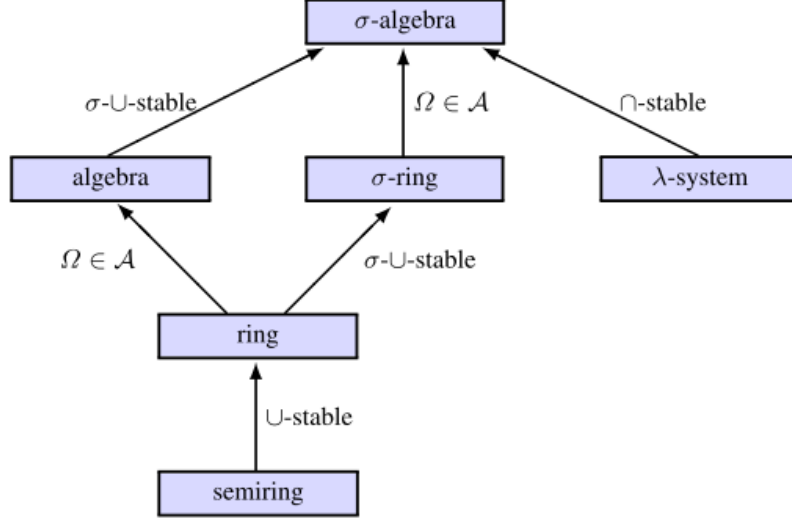 σ-algebra
σ-∪-stable
Ω ∈ 𝒜
∩-stable
algebra
σ-ring
λ-system
Ω ∈ 𝒜
σ-∪-stable
ring
∪-stable
semiring